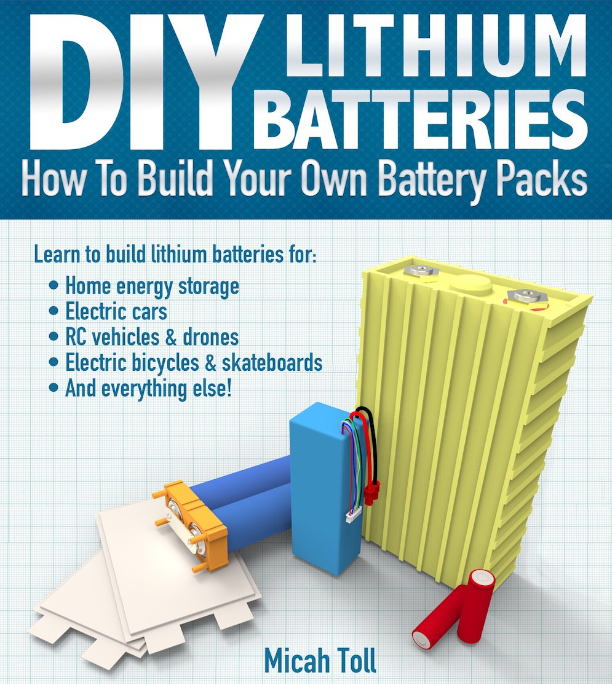 DIY LITHIUM
BATTERIES
How To Build Your Own Battery Packs
Learn to build lithium batteries for:
• Home energy storage
• Electric cars
• RC vehicles & drones
• Electric bicycles & skateboards
• And everything else!
Micah Toll